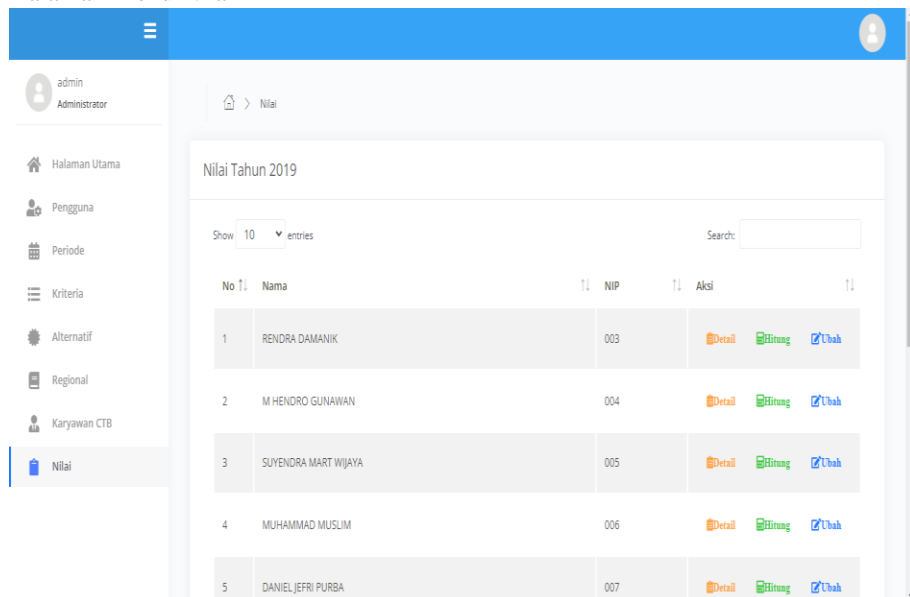 admin
Administrator
Halaman Utama
Pengguna
Periode
Kriteria
Alternatif
Regional
Karyawan CTB
Nilai
> Nilai
Nilai Tahun 2019
Show 10 entries
Search:
No Nama NIP Aksi
1 RENDRA DAMANIK 003 Detail Hitung Ubah
2 M HENDRO GUNAWAN 004 Detail Hitung Ubah
3 SUYENDRA MART WIJAYA 005 Detail Hitung Ubah
4 MUHAMMAD MUSLIM 006 Detail Hitung Ubah
5 DANIEL JEFRI PURBA 007 Detail Hitung Ubah